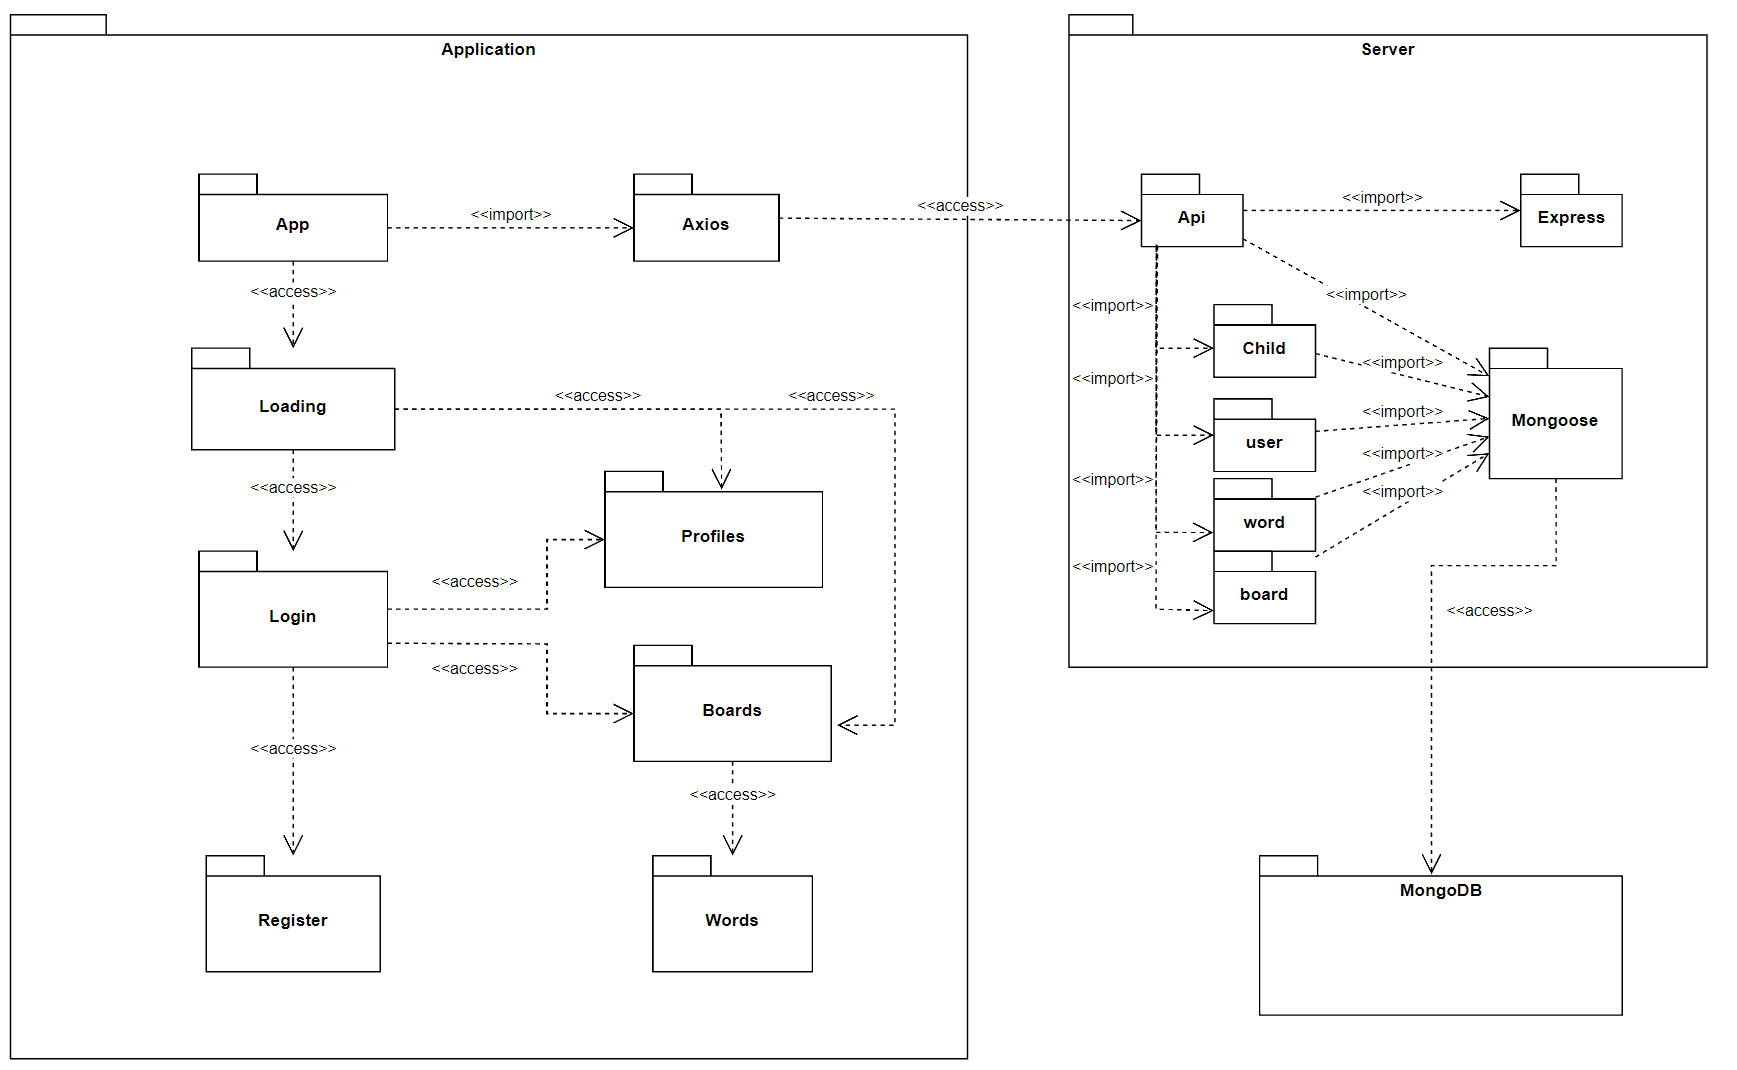 Application
App
<<import>>
Axios
<<access>>
<<access>>
Loading
<<access>>
<<access>>
<<access>>
Profiles
Login
<<access>>
<<access>>
Boards
<<access>>
<<access>>
Register
Words
Server
Api
<<import>>
Express
<<import>>
<<import>>
Child
<<import>>
<<import>>
user
<<import>>
Mongoose
<<import>>
word
<<import>>
<<import>>
board
<<import>>
<<access>>
MongoDB